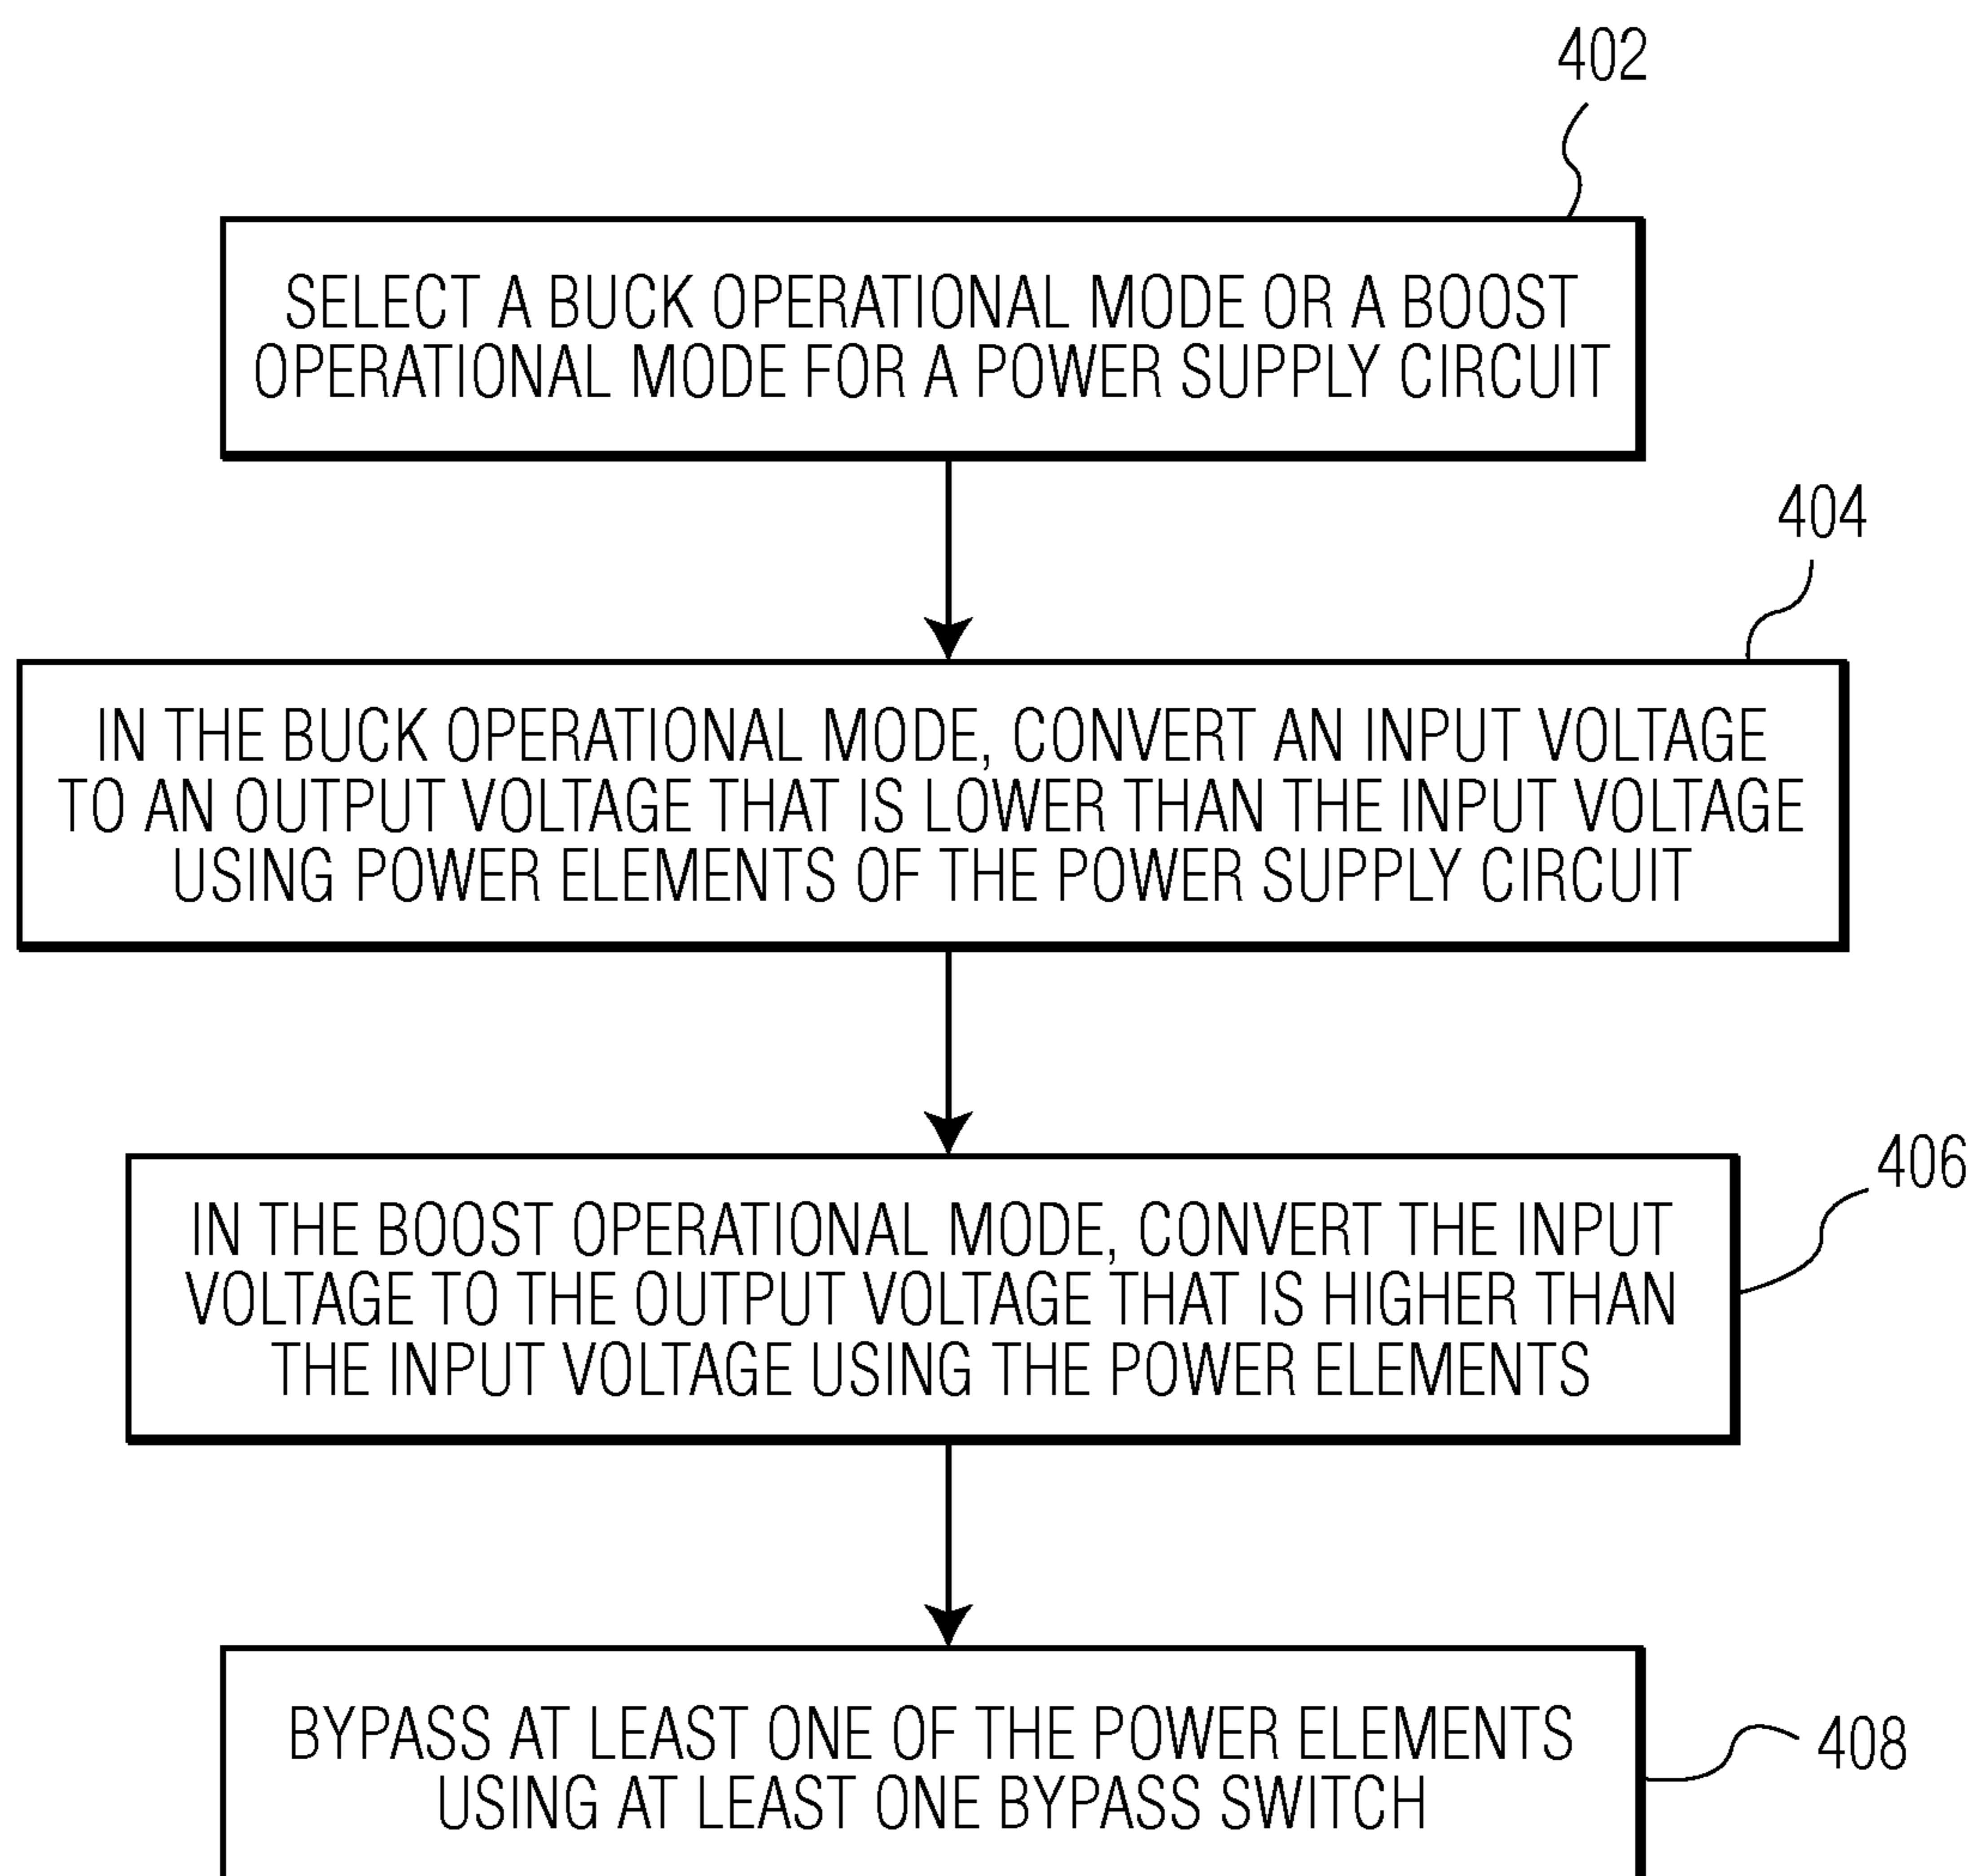 402
SELECT A BUCK OPERATIONAL MODE OR A BOOST
OPERATIONAL MODE FOR A POWER SUPPLY CIRCUIT
404
IN THE BUCK OPERATIONAL MODE, CONVERT AN INPUT VOLTAGE
TO AN OUTPUT VOLTAGE THAT IS LOWER THAN THE INPUT VOLTAGE
USING POWER ELEMENTS OF THE POWER SUPPLY CIRCUIT
406
IN THE BOOST OPERATIONAL MODE, CONVERT THE INPUT
VOLTAGE TO THE OUTPUT VOLTAGE THAT IS HIGHER THAN
THE INPUT VOLTAGE USING THE POWER ELEMENTS
408
BYPASS AT LEAST ONE OF THE POWER ELEMENTS
USING AT LEAST ONE BYPASS SWITCH